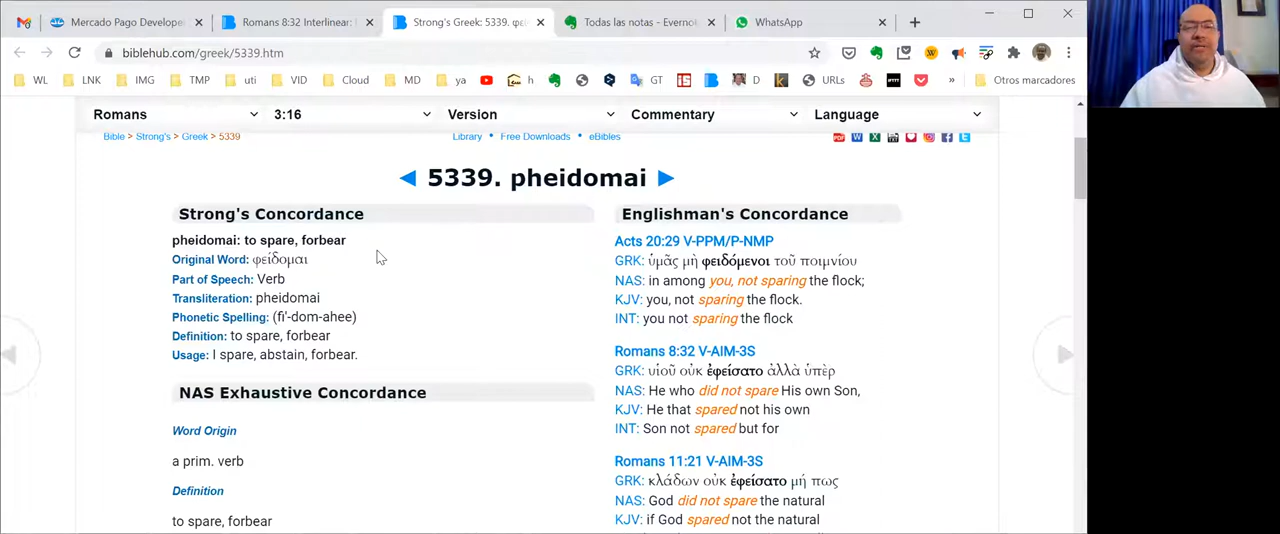 Mercado Pago Developer
Romans 8:32 Interlinear:
Strong's Greek: 5339. φεί
Todas las notas - Everno
WhatsApp
biblehub.com/greek/5339.htm
WL LNK IMG TMP uti VID Cloud MD ya h GT D URLs » Otros marcadores
Romans 3:16 Version Commentary Language
Bible > Strong's > Greek > 5339
Library • Free Downloads • eBibles
◄ 5339. pheidomai ►
Strong's Concordance
pheidomai: to spare, forbear
Original Word: φείδομαι
Part of Speech: Verb
Transliteration: pheidomai
Phonetic Spelling: (fi'-dom-ahee)
Definition: to spare, forbear
Usage: I spare, abstain, forbear.
NAS Exhaustive Concordance
Word Origin
a prim. verb
Definition
to spare, forbear
Englishman's Concordance
Acts 20:29 V-PPM/P-NMP
GRK: ὑμᾶς μὴ φειδόμενοι τοῦ ποιμνίου
NAS: in among you, not sparing the flock;
KJV: you, not sparing the flock.
INT: you not sparing the flock
Romans 8:32 V-AIM-3S
GRK: υἱοῦ οὐκ ἐφείσατο ἀλλὰ ὑπὲρ
NAS: He who did not spare His own Son,
KJV: He that spared not his own
INT: Son not spared but for
Romans 11:21 V-AIM-3S
GRK: κλάδων οὐκ ἐφείσατο μή πως
NAS: God did not spare the natural
KJV: if God spared not the natural